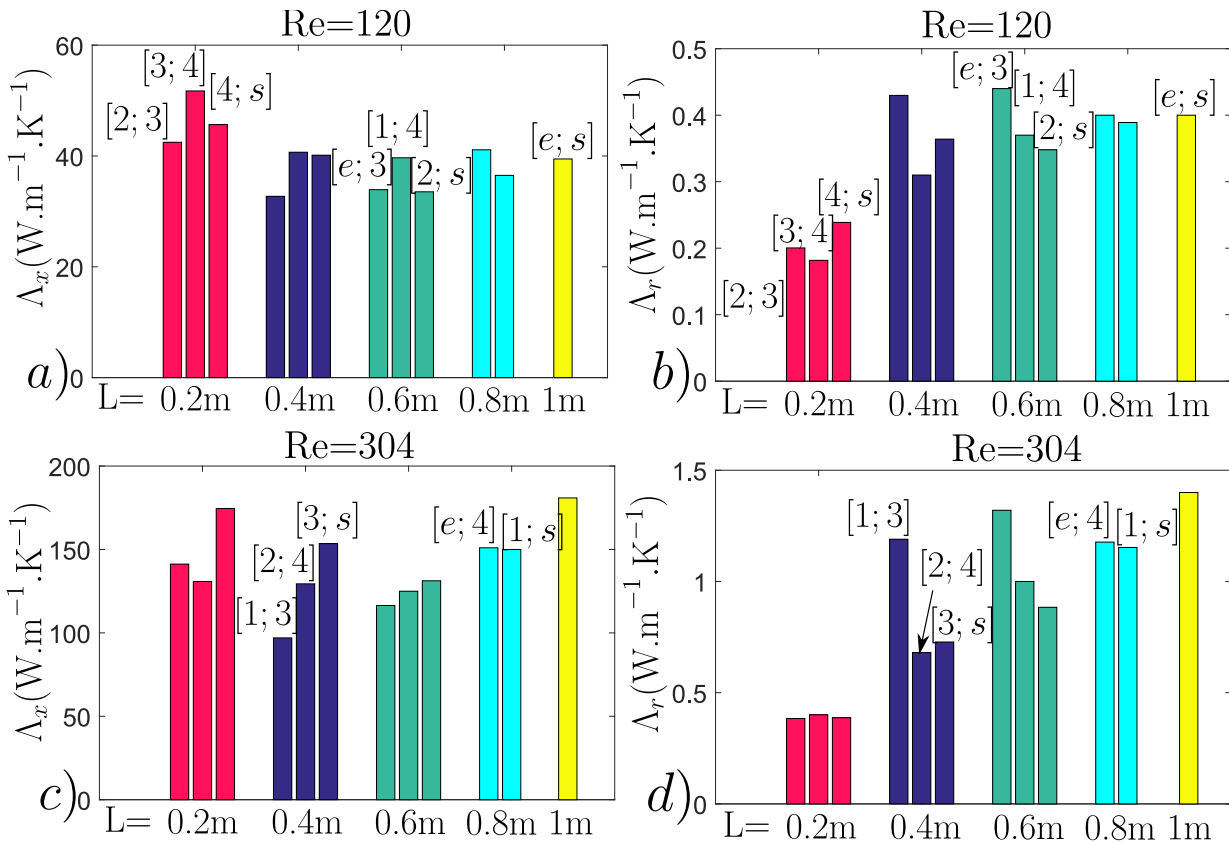 Re=120
60
40
20
0
Λx(W.m−1.K−1)
[2; 3]
[3; 4]
[4; s]
[e; 3]
[1; 4]
[2; s]
[e; s]
a)
L= 0.2m 0.4m 0.6m 0.8m 1m
Re=120
0.5
0.4
0.3
0.2
0.1
0
Λr(W.m−1.K−1)
[2; 3]
[3; 4]
[4; s]
[e; 3]
[1; 4]
[2; s]
[e; s]
b)
L= 0.2m 0.4m 0.6m 0.8m 1m
Re=304
200
150
100
50
0
Λx(W.m−1.K−1)
[1; 3]
[2; 4]
[3; s]
[e; 4]
[1; s]
c)
L= 0.2m 0.4m 0.6m 0.8m 1m
Re=304
1.5
1
0.5
0
Λr(W.m−1.K−1)
[1; 3]
[2; 4]
[3; s]
[e; 4]
[1; s]
d)
L= 0.2m 0.4m 0.6m 0.8m 1m